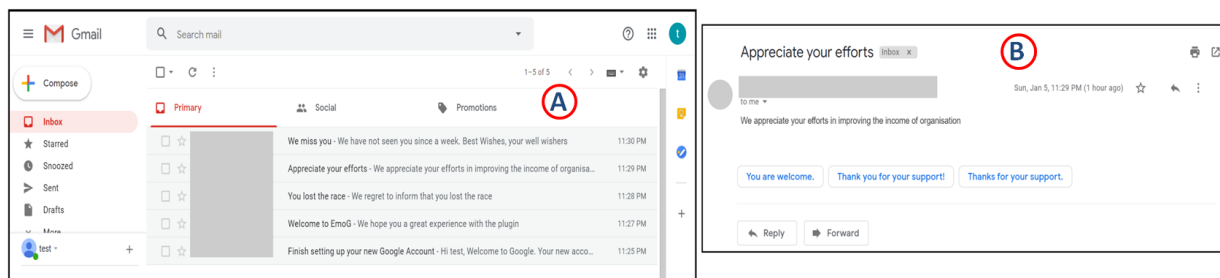 Gmail
Search mail
t
Compose
1-5 of 5
A
Primary
Social
Promotions
Inbox
Starred
Snoozed
Sent
Drafts
More
test
We miss you - We have not seen you since a week. Best Wishes, your well wishers 11:30 PM
Appreciate your efforts - We appreciate your efforts in improving the income of organisa... 11:29 PM
You lost the race - We regret to inform that you lost the race 11:28 PM
Welcome to EmoG - We hope you a great experience with the plugin 11:27 PM
Finish setting up your new Google Account - Hi test, Welcome to Google. Your new acco... 11:25 PM
B
Appreciate your efforts Inbox x
Sun, Jan 5, 11:29 PM (1 hour ago)
to me
We appreciate your efforts in improving the income of organisation
You are welcome. Thank you for your support! Thanks for your support.
Reply Forward